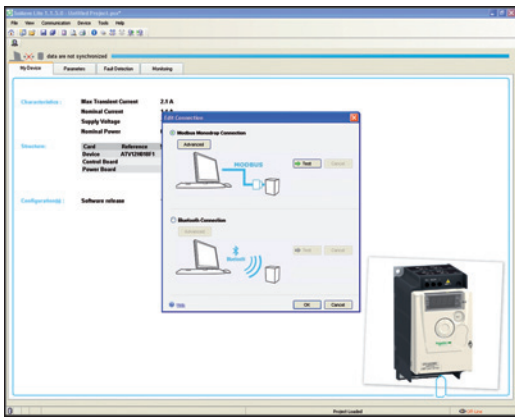 File View Communication Device Tools Help
data are not synchronized
My Device Parameters Fault Detection Monitoring
Characteristics : Max Transient Current 2.1 A
Nominal Current
Supply Voltage
Nominal Power
Structure: Card Reference
Device
Control Board
Power Board
Configuration(s) : Software release
Edit Connection
Modbus Monodrop Connection
Advanced
MODBUS
Test Cancel
Bluetooth Connection
Advanced
Bluetooth
Test Cancel
Help OK Cancel
Project Loaded